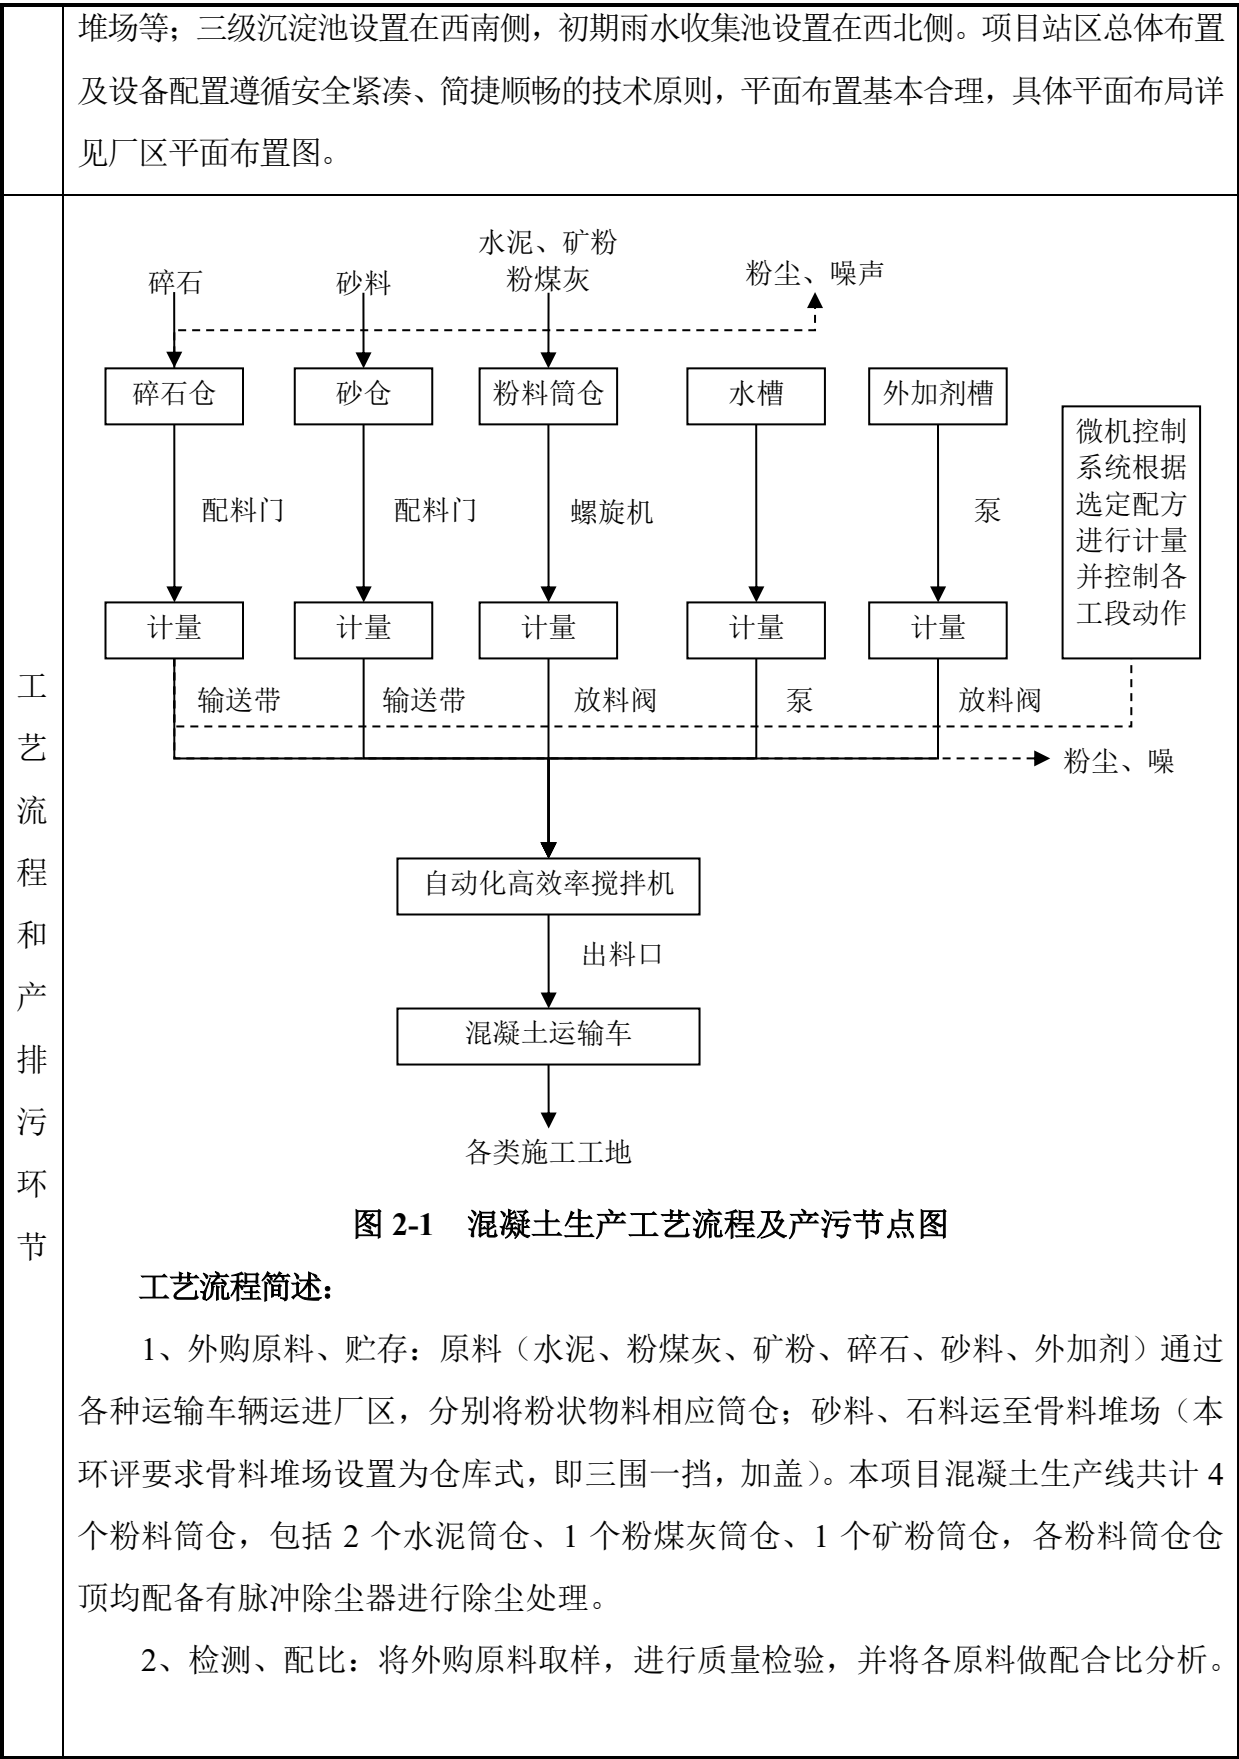 堆场等；三级沉淀池设置在西南侧，初期雨水收集池设置在西北侧。项目站区总体布置
及设备配置遵循安全紧凑、简捷顺畅的技术原则，平面布置基本合理，具体平面布局详
见厂区平面布置图。
工
艺
流
程
和
产
排
污
环
节
水泥、矿粉
粉煤灰
碎石
砂料
粉尘、噪声
碎石仓
砂仓
粉料筒仓
水槽
外加剂槽
微机控制
系统根据
选定配方
进行计量
并控制各
工段动作
配料门
配料门
螺旋机
泵
计量
计量
计量
计量
计量
输送带
输送带
放料阀
泵
放料阀
粉尘、噪
自动化高效率搅拌机
出料口
混凝土运输车
各类施工工地
图 2-1 混凝土生产工艺流程及产污节点图
工艺流程简述：
1、外购原料、贮存：原料（水泥、粉煤灰、矿粉、碎石、砂料、外加剂）通过
各种运输车辆运进厂区，分别将粉状物料相应筒仓；砂料、石料运至骨料堆场（本
环评要求骨料堆场设置为仓库式，即三围一挡，加盖）。本项目混凝土生产线共计 4
个粉料筒仓，包括 2 个水泥筒仓、1 个粉煤灰筒仓、1 个矿粉筒仓，各粉料筒仓仓
顶均配备有脉冲除尘器进行除尘处理。
2、检测、配比：将外购原料取样，进行质量检验，并将各原料做配合比分析。